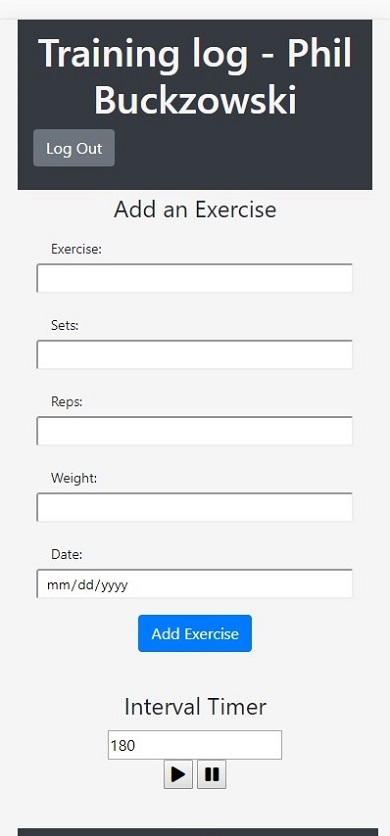 Training log - Phil
Buckzowski
Log Out
Add an Exercise
Exercise:
Sets:
Reps:
Weight:
Date:
mm/dd/yyyy
Add Exercise
Interval Timer
180